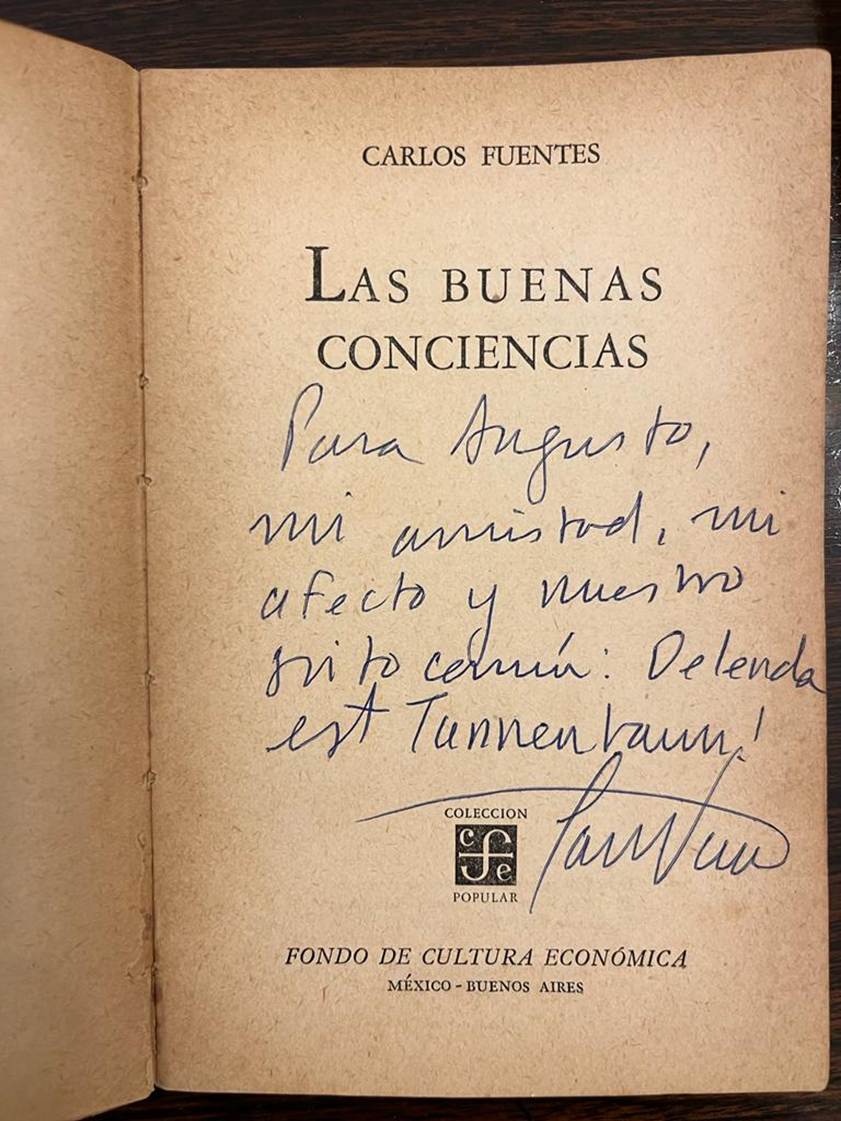 CARLOS FUENTES
LAS BUENAS
CONCIENCIAS
Para Augusto,
mi amistad, mi
afecto y nuestro
grito común: Delenda
est Tannenbaum!
COLECCION
cfe
POPULAR
FONDO DE CULTURA ECONÓMICA
MÉXICO - BUENOS AIRES